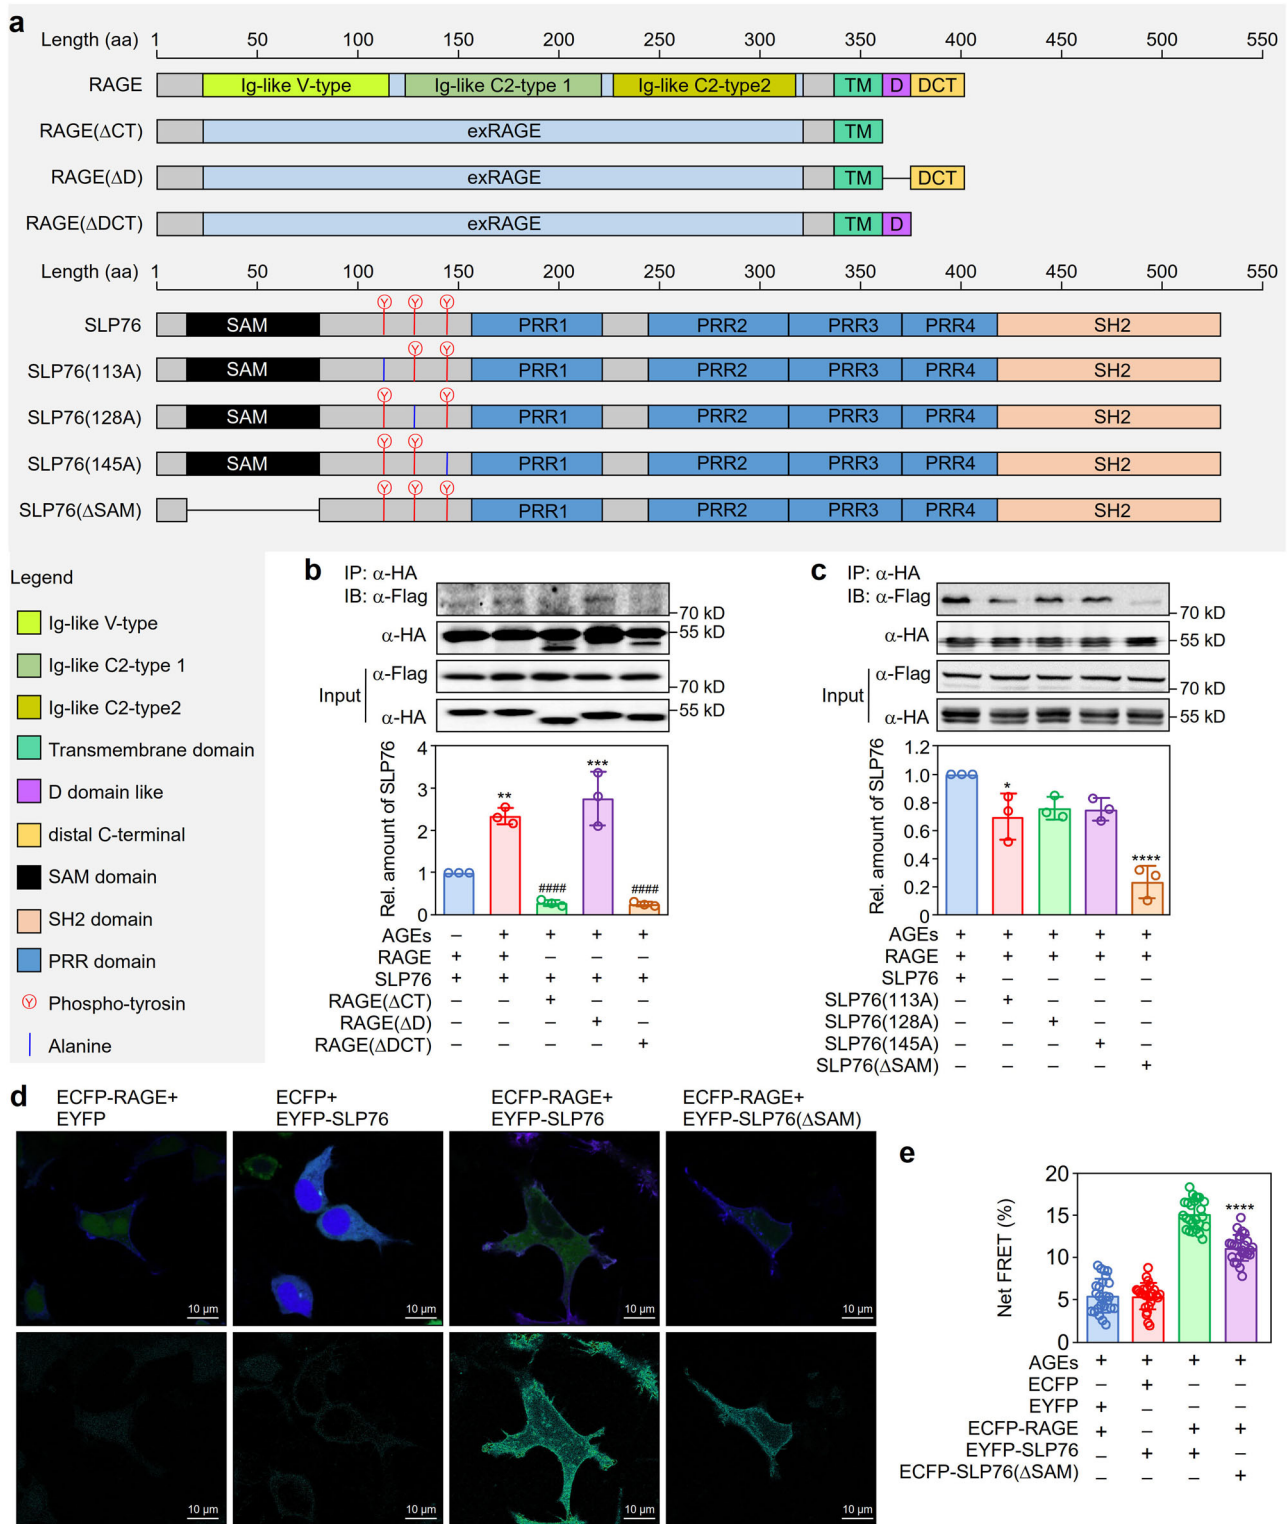 a
Length (aa) 1 50 100 150 200 250 300 350 400 450 500 550
RAGE Ig-like V-type Ig-like C2-type 1 Ig-like C2-type2 TM D DCT
RAGE(ΔCT) exRAGE TM
RAGE(ΔD) exRAGE TM DCT
RAGE(ΔDCT) exRAGE TM D
Length (aa) 1 50 100 150 200 250 300 350 400 450 500 550
Y Y Y
SLP76 SAM PRR1 PRR2 PRR3 PRR4 SH2
Y Y
SLP76(113A) SAM PRR1 PRR2 PRR3 PRR4 SH2
Y Y
SLP76(128A) SAM PRR1 PRR2 PRR3 PRR4 SH2
Y Y
SLP76(145A) SAM PRR1 PRR2 PRR3 PRR4 SH2
Y Y Y
SLP76(ΔSAM) PRR1 PRR2 PRR3 PRR4 SH2
Legend
Ig-like V-type
Ig-like C2-type 1
Ig-like C2-type2
Transmembrane domain
D domain like
distal C-terminal
SAM domain
SH2 domain
PRR domain
Y Phospho-tyrosin
Alanine
b
IP: α-HA
IB: α-Flag
70 kD
α-HA 55 kD
Input α-Flag
70 kD
α-HA 55 kD
Rel. amount of SLP76
4
3
2
1
0
** #### *** ####
AGEs – + + + +
RAGE + + – – –
SLP76 + + + + +
RAGE(ΔCT) – – + – –
RAGE(ΔD) – – – + –
RAGE(ΔDCT) – – – – +
c
IP: α-HA
IB: α-Flag
70 kD
α-HA 55 kD
Input α-Flag
70 kD
α-HA 55 kD
Rel. amount of SLP76
1.2
1.0
0.8
0.6
0.4
0.2
0
* ****
AGEs + + + + +
RAGE + + + + +
SLP76 + – – – –
SLP76(113A) – + – – –
SLP76(128A) – – + – –
SLP76(145A) – – – + –
SLP76(ΔSAM) – – – – +
d
ECFP-RAGE+
EYFP
ECFP+
EYFP-SLP76
ECFP-RAGE+
EYFP-SLP76
ECFP-RAGE+
EYFP-SLP76(ΔSAM)
10 μm 10 μm 10 μm 10 μm
10 μm 10 μm 10 μm 10 μm
e
Net FRET (%)
20
15
10
5
0
****
AGEs + + + +
ECFP – + – –
EYFP + – – –
ECFP-RAGE + – + +
EYFP-SLP76 – + + –
ECFP-SLP76(ΔSAM) – – – +